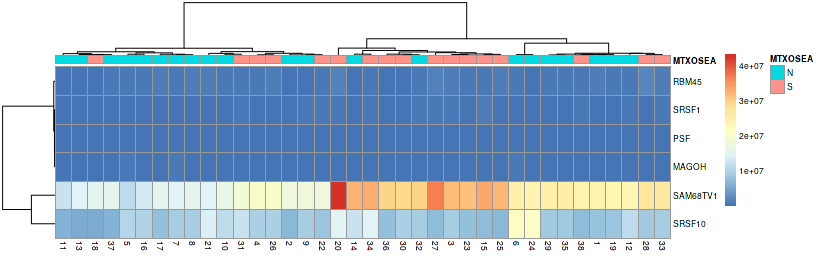 MTXOSEA
RBM45
SRSF1
PSF
MAGOH
SAM68TV1
SRSF10
11 13 18 37 5 16 17 7 8 21 10 31 4 26 2 9 22 20 14 34 36 30 32 27 3 23 15 25 6 24 29 35 38 1 19 12 28 33
4e+07
3e+07
2e+07
1e+07
MTXOSEA
N
S